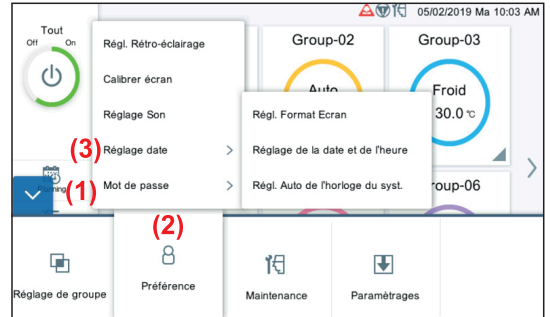 05/02/2019 Ma 10:03 AM
Tout
Off On
Group-02
Group-03
Auto
Froid
30.0 °C
Régl. Rétro-éclairage
Calibrer écran
Réglage Son
(3) Réglage date >
(1) Mot de passe >
Régl. Format Ecran
Réglage de la date et de l'heure
Régl. Auto de l'horloge du syst.
roup-06
(2)
Réglage de groupe
Préférence
Maintenance
Paramètrages